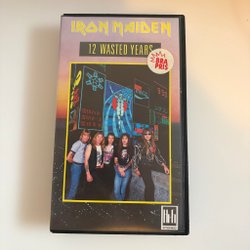 IRON MAIDEN
12 WASTED YEARS
BRA
PRIS